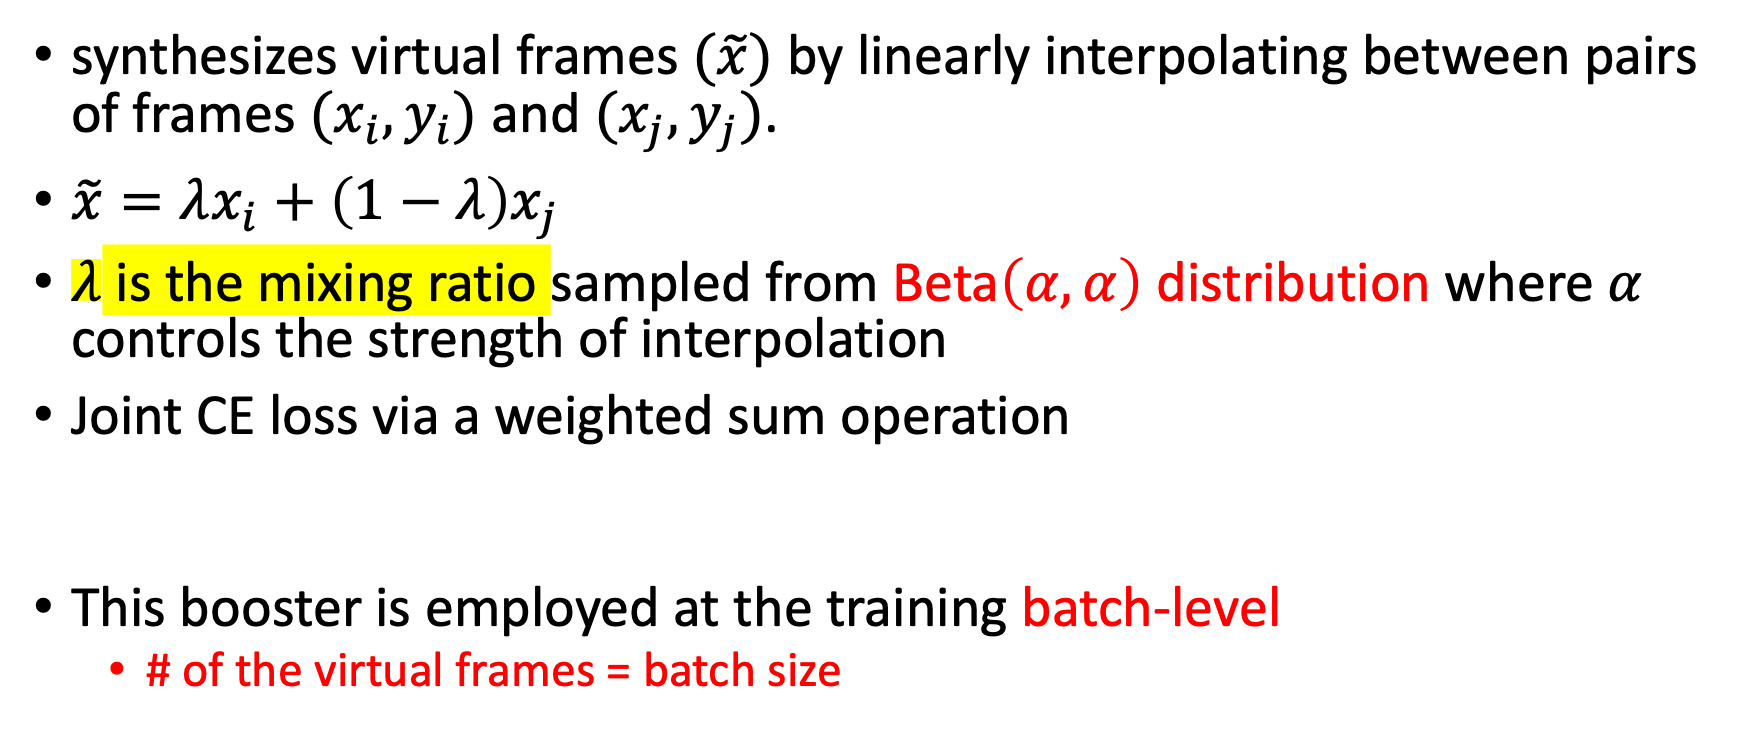 • synthesizes virtual frames (x̃) by linearly interpolating between pairs
of frames (xᵢ, yᵢ) and (xⱼ, yⱼ).
• x̃ = λxᵢ + (1 − λ)xⱼ
• λ is the mixing ratio sampled from Beta(α, α) distribution where α
controls the strength of interpolation
• Joint CE loss via a weighted sum operation
• This booster is employed at the training batch-level
• # of the virtual frames = batch size